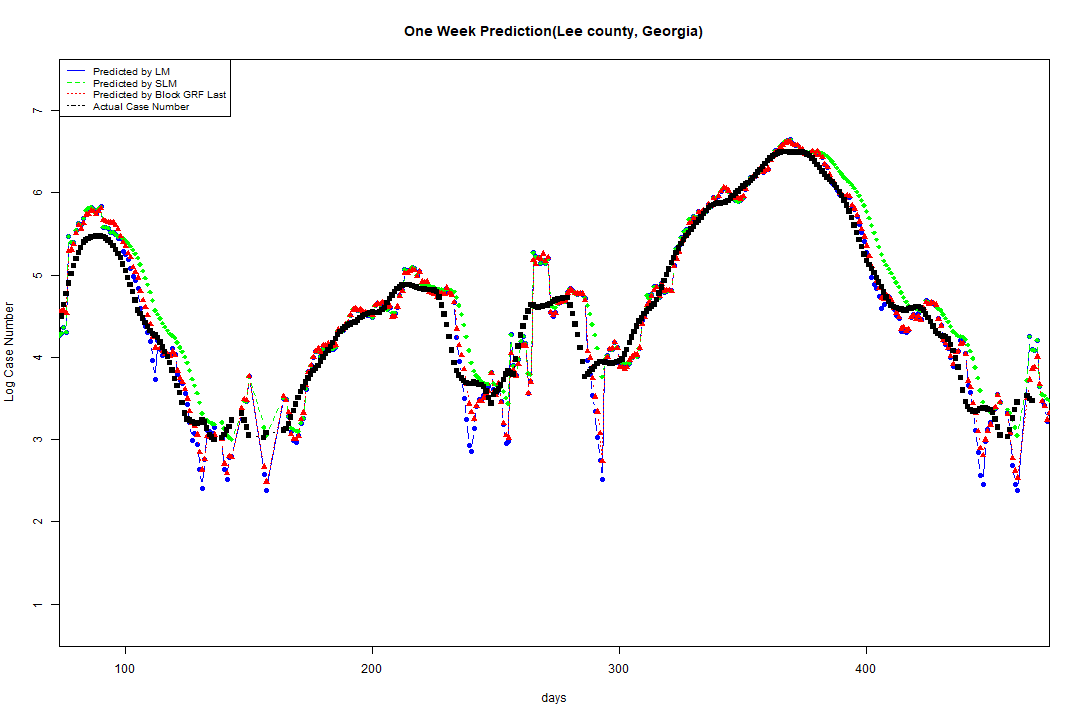 One Week Prediction(Lee county, Georgia)
Predicted by LM
Predicted by SLM
Predicted by Block GRF Last
Actual Case Number
7
6
5
4
3
2
1
Log Case Number
100 200 300 400
days